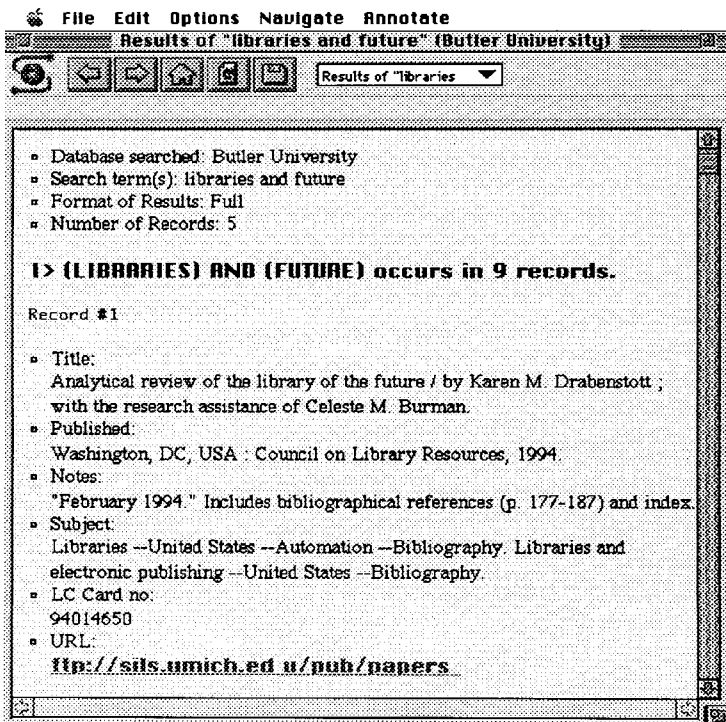 File Edit Options Navigate Annotate
Results of "libraries and future" (Butler University)
Results of "libraries
Database searched: Butler University
Search term(s): libraries and future
Format of Results: Full
Number of Records: 5
1> (LIBRARIES) AND (FUTURE) occurs in 9 records.
Record #1
Title:
Analytical review of the library of the future / by Karen M. Drabenstott ;
with the research assistance of Celeste M. Burman.
Published:
Washington, DC, USA : Council on Library Resources, 1994.
Notes:
"February 1994." Includes bibliographical references (p. 177-187) and index.
Subject:
Libraries --United States --Automation --Bibliography. Libraries and
electronic publishing --United States --Bibliography.
LC Card no:
94014650
URL:
ftp://sils.umich.ed u/pub/papers